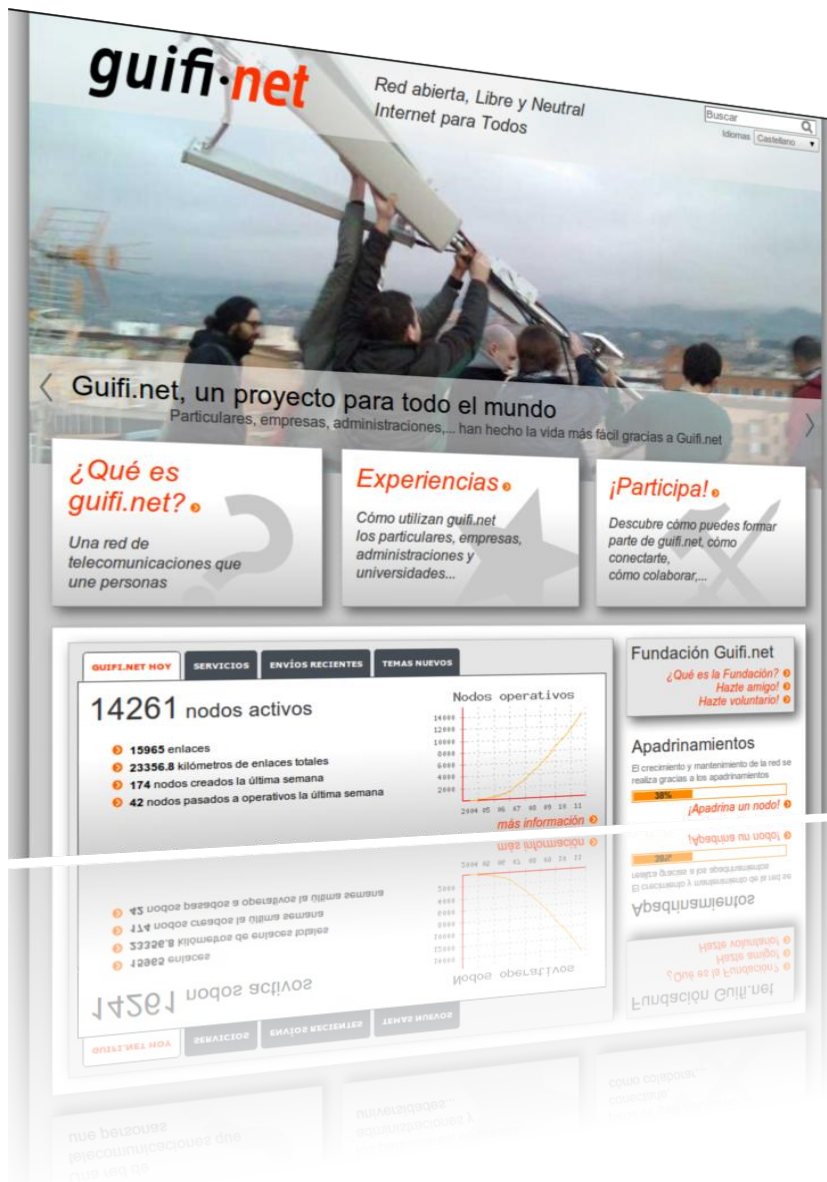 guifi·net
Red abierta, Libre y Neutral
Internet para Todos
Buscar
Idiomas Castellano
Guifi.net, un proyecto para todo el mundo
Particulares, empresas, administraciones,... han hecho la vida más fácil gracias a Guifi.net
¿Qué es
guifi.net?
Una red de
telecomunicaciones que
une personas
Experiencias
Cómo utilizan guifi.net
los particulares, empresas,
administraciones y
universidades...
¡Participa!
Descubre cómo puedes formar
parte de guifi.net, cómo
conectarte,
cómo colaborar,...
GUIFI.NET HOY
SERVICIOS
ENVÍOS RECIENTES
TEMAS NUEVOS
14261 nodos activos
15965 enlaces
23356.8 kilómetros de enlaces totales
174 nodos creados la última semana
42 nodos pasados a operativos la última semana
Nodos operativos
14000
12000
10000
8000
6000
4000
2000
2004 05 06 07 08 09 10 11
más información
Fundación Guifi.net
¿Qué es la Fundación?
Hazte amigo!
Hazte voluntario!
Apadrinamientos
El crecimiento y mantenimiento de la red se
realiza gracias a los apadrinamientos
38%
¡Apadrina un nodo!